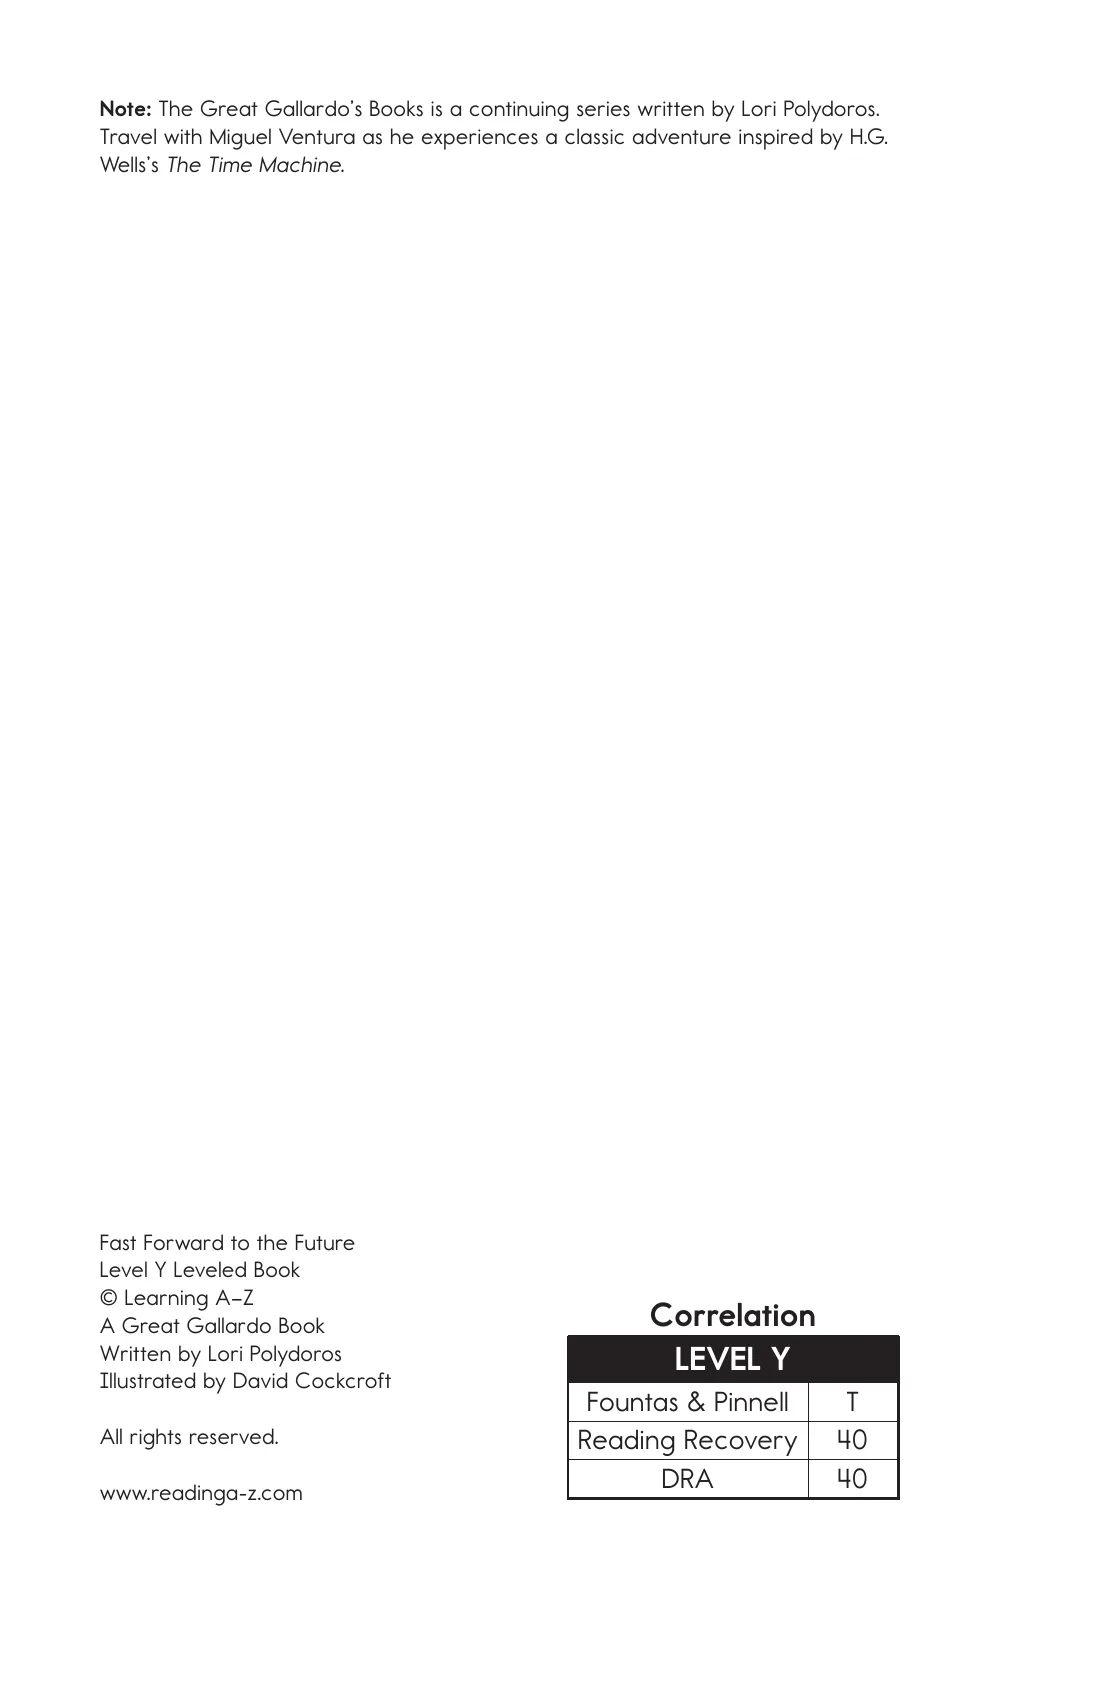 Note: The Great Gallardo's Books is a continuing series written by Lori Polydoros.
Travel with Miguel Ventura as he experiences a classic adventure inspired by H.G.
Wells's The Time Machine.
Fast Forward to the Future
Level Y Leveled Book
© Learning A–Z
A Great Gallardo Book
Written by Lori Polydoros
Illustrated by David Cockcroft
All rights reserved.
www.readinga-z.com
Correlation
LEVEL Y
Fountas & Pinnell T
Reading Recovery 40
DRA 40